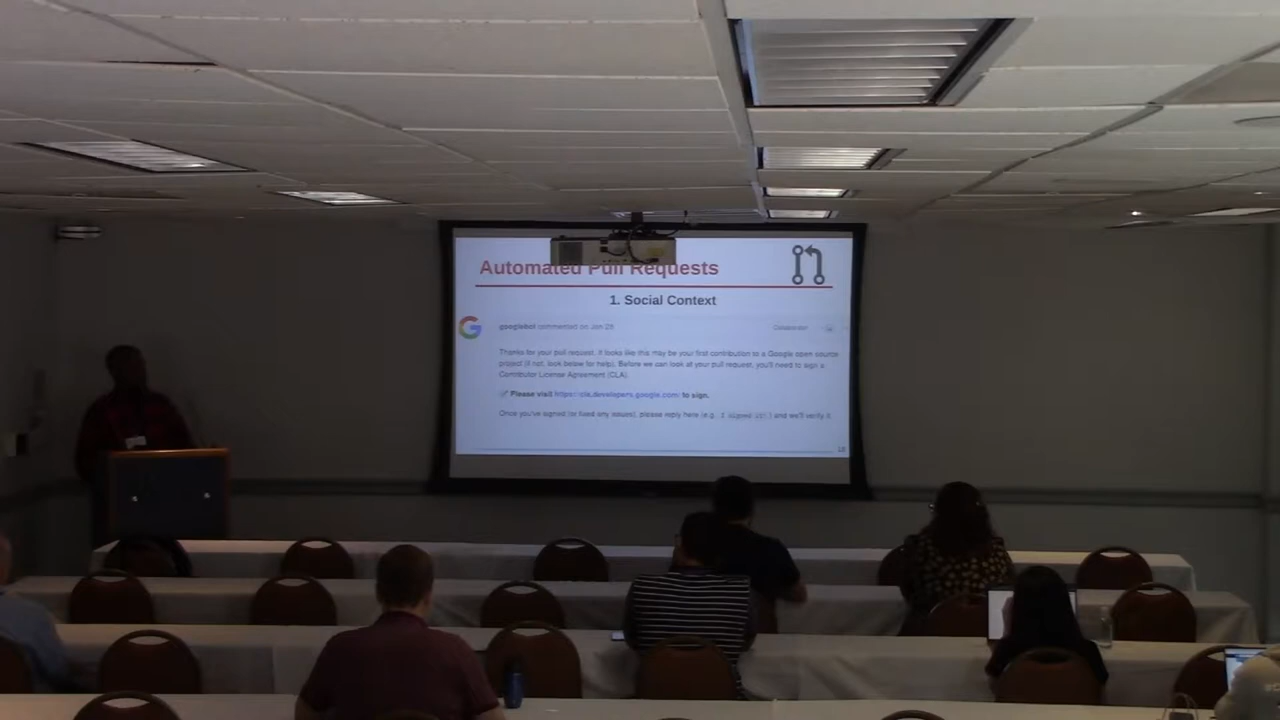 Automated Pull Requests
1. Social Context
googlebot commented on Jan 28
Collaborator
Thanks for your pull request. It looks like this may be your first contribution to a Google open source
project (if not, look below for help). Before we can look at your pull request, you'll need to sign a
Contributor License Agreement (CLA).
Please visit https://cla.developers.google.com/ to sign.
Once you've signed (or fixed any issues), please reply here (e.g. I signed it!) and we'll verify it.